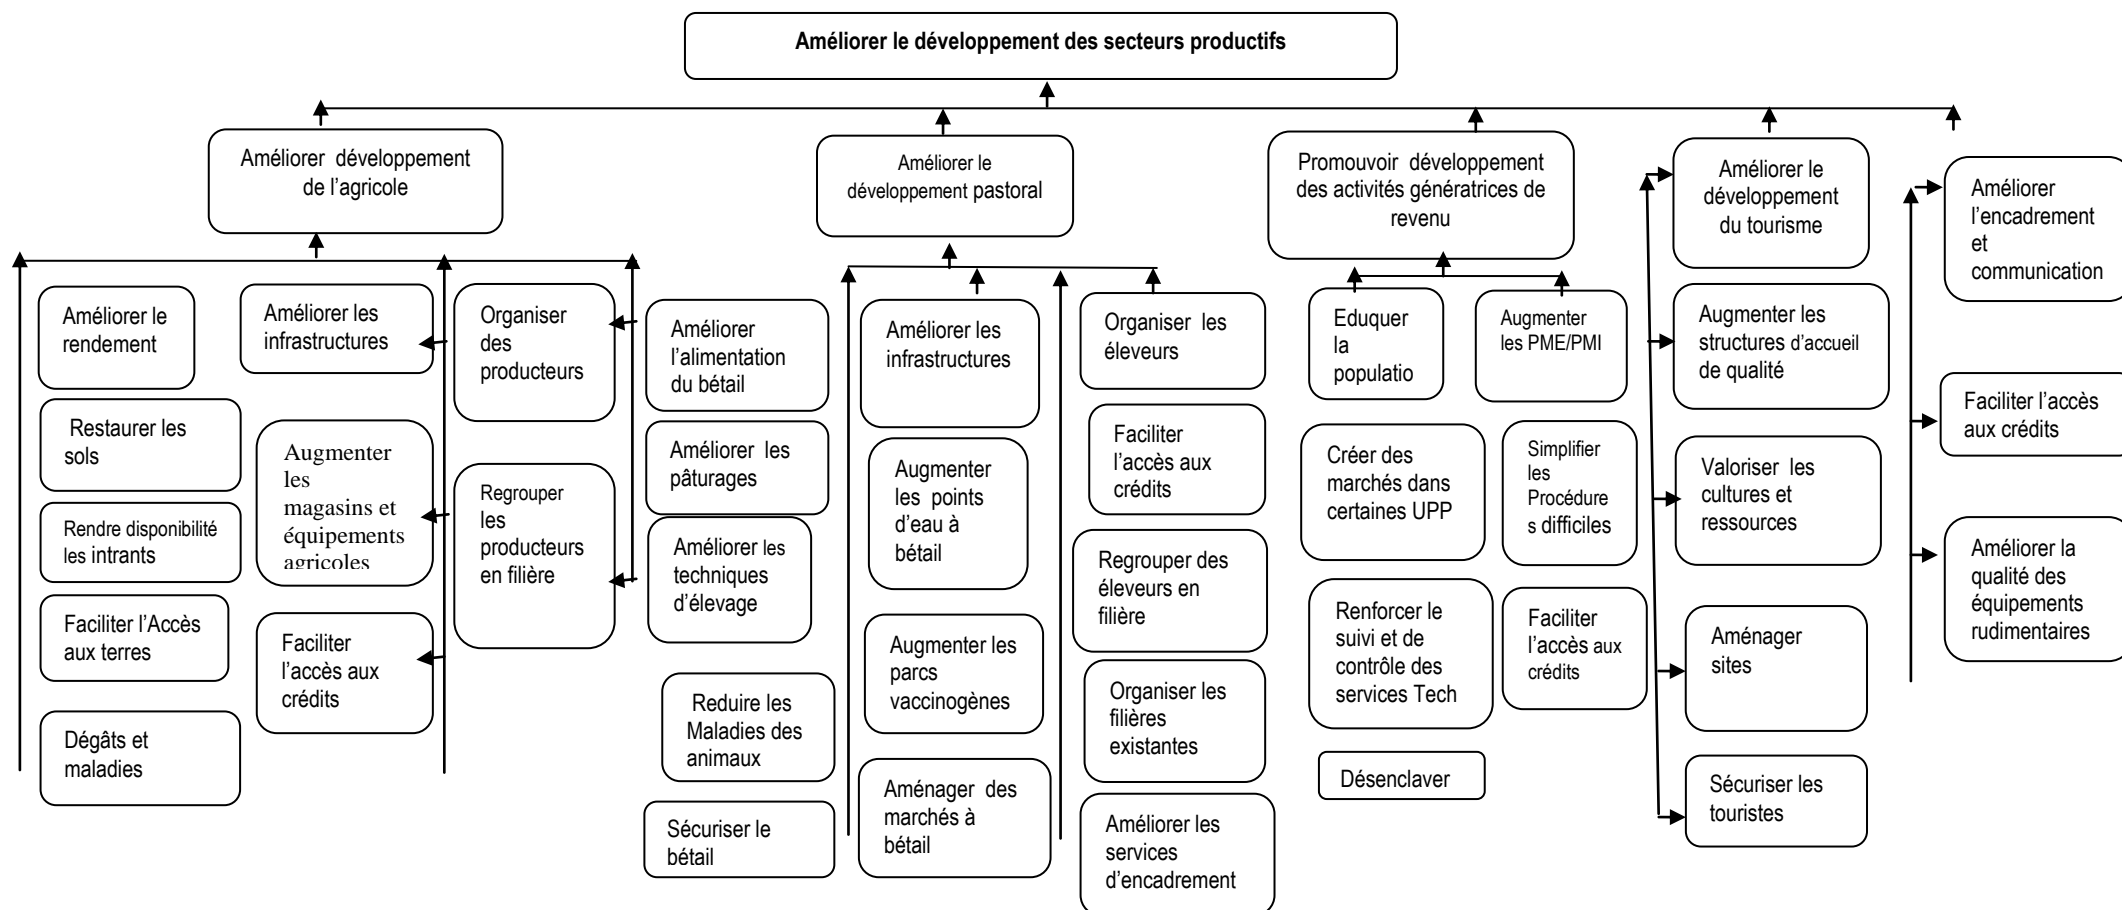 Améliorer le développement des secteurs productifs
Améliorer développement
de l’agricole
Améliorer le
développement pastoral
Promouvoir développement
des activités génératrices de
revenu
Améliorer le
développement
du tourisme
Améliorer
l’encadrement
et
communication
Améliorer le
rendement
Restaurer les
sols
Rendre disponibilité
les intrants
Faciliter l’Accès
aux terres
Dégâts et
maladies
Améliorer les
infrastructures
Augmenter
les
magasins et
équipements
agricoles
Faciliter
l’accès aux
crédits
Organiser
des
producteurs
Regrouper
les
producteurs
en filière
Améliorer
l’alimentation
du bétail
Améliorer les
pâturages
Améliorer les
techniques
d’élevage
Reduire les
Maladies des
animaux
Sécuriser le
bétail
Améliorer les
infrastructures
Augmenter
les points
d’eau à
bétail
Augmenter les
parcs
vaccinogènes
Aménager des
marchés à
bétail
Organiser les
éleveurs
Faciliter
l’accès aux
crédits
Regrouper des
éleveurs en
filière
Organiser les
filières
existantes
Améliorer les
services
d’encadrement
Eduquer
la
populatio
Créer des
marchés dans
certaines UPP
Renforcer le
suivi et de
contrôle des
services Tech
Désenclaver
Augmenter
les PME/PMI
Simplifier
les
Procédure
s difficiles
Faciliter
l’accès aux
crédits
Augmenter les
structures d’accueil
de qualité
Valoriser les
cultures et
ressources
Aménager
sites
Sécuriser les
touristes
Faciliter l’accès
aux crédits
Améliorer la
qualité des
équipements
rudimentaires